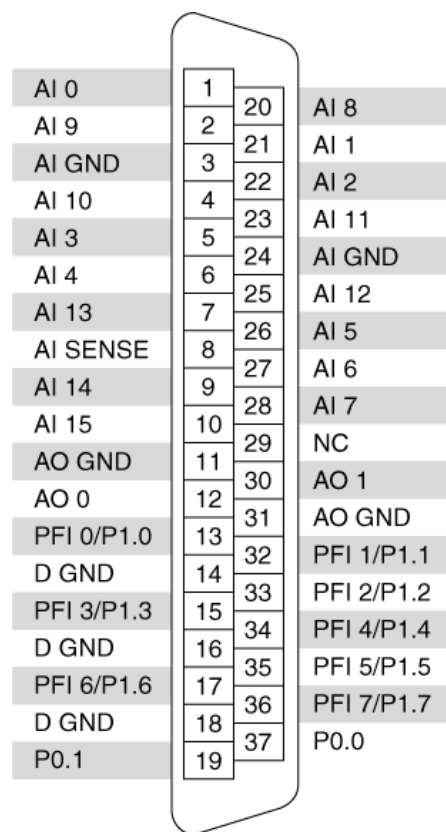 AI 0 1
20 AI 8
AI 9 2
21 AI 1
AI GND 3
22 AI 2
AI 10 4
23 AI 11
AI 3 5
24 AI GND
AI 4 6
25 AI 12
AI 13 7
26 AI 5
AI SENSE 8
27 AI 6
AI 14 9
28 AI 7
AI 15 10
29 NC
AO GND 11
30 AO 1
AO 0 12
31 AO GND
PFI 0/P1.0 13
32 PFI 1/P1.1
D GND 14
33 PFI 2/P1.2
PFI 3/P1.3 15
34 PFI 4/P1.4
D GND 16
35 PFI 5/P1.5
PFI 6/P1.6 17
36 PFI 7/P1.7
D GND 18
37 P0.0
P0.1 19